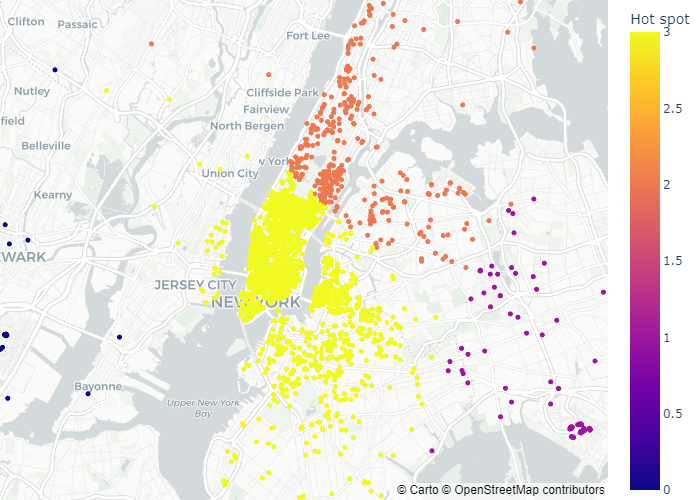 Clifton
Passaic
Fort Lee
Hot spot
3
Nutley
Cliffside Park
Fairview
2.5
field
North Bergen
Belleville
w York
Union City
2
Kearny
WARK
1.5
JERSEY CITY
NEW YORK
1
Bayonne
Upper New York
Bay
0.5
0
© Carto © OpenStreetMap contributors